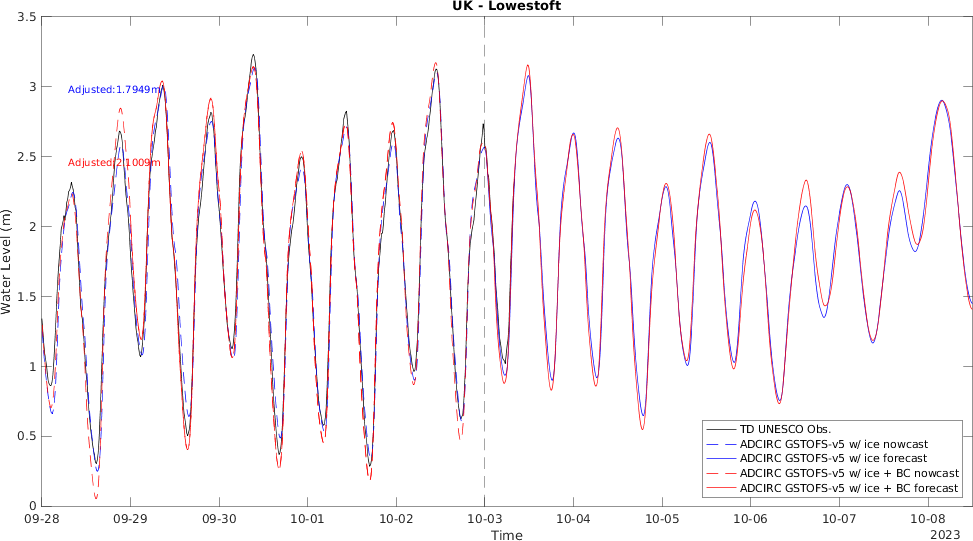 UK - Lowestoft
3.5
3
2.5
2
1.5
1
0.5
0
Water Level (m)
Adjusted:1.7949m
Adjusted:2.1009m
TD UNESCO Obs.
ADCIRC GSTOFS-v5 w/ ice nowcast
ADCIRC GSTOFS-v5 w/ ice forecast
ADCIRC GSTOFS-v5 w/ ice + BC nowcast
ADCIRC GSTOFS-v5 w/ ice + BC forecast
09-28 09-29 09-30 10-01 10-02 10-03 10-04 10-05 10-06 10-07 10-08
Time
2023